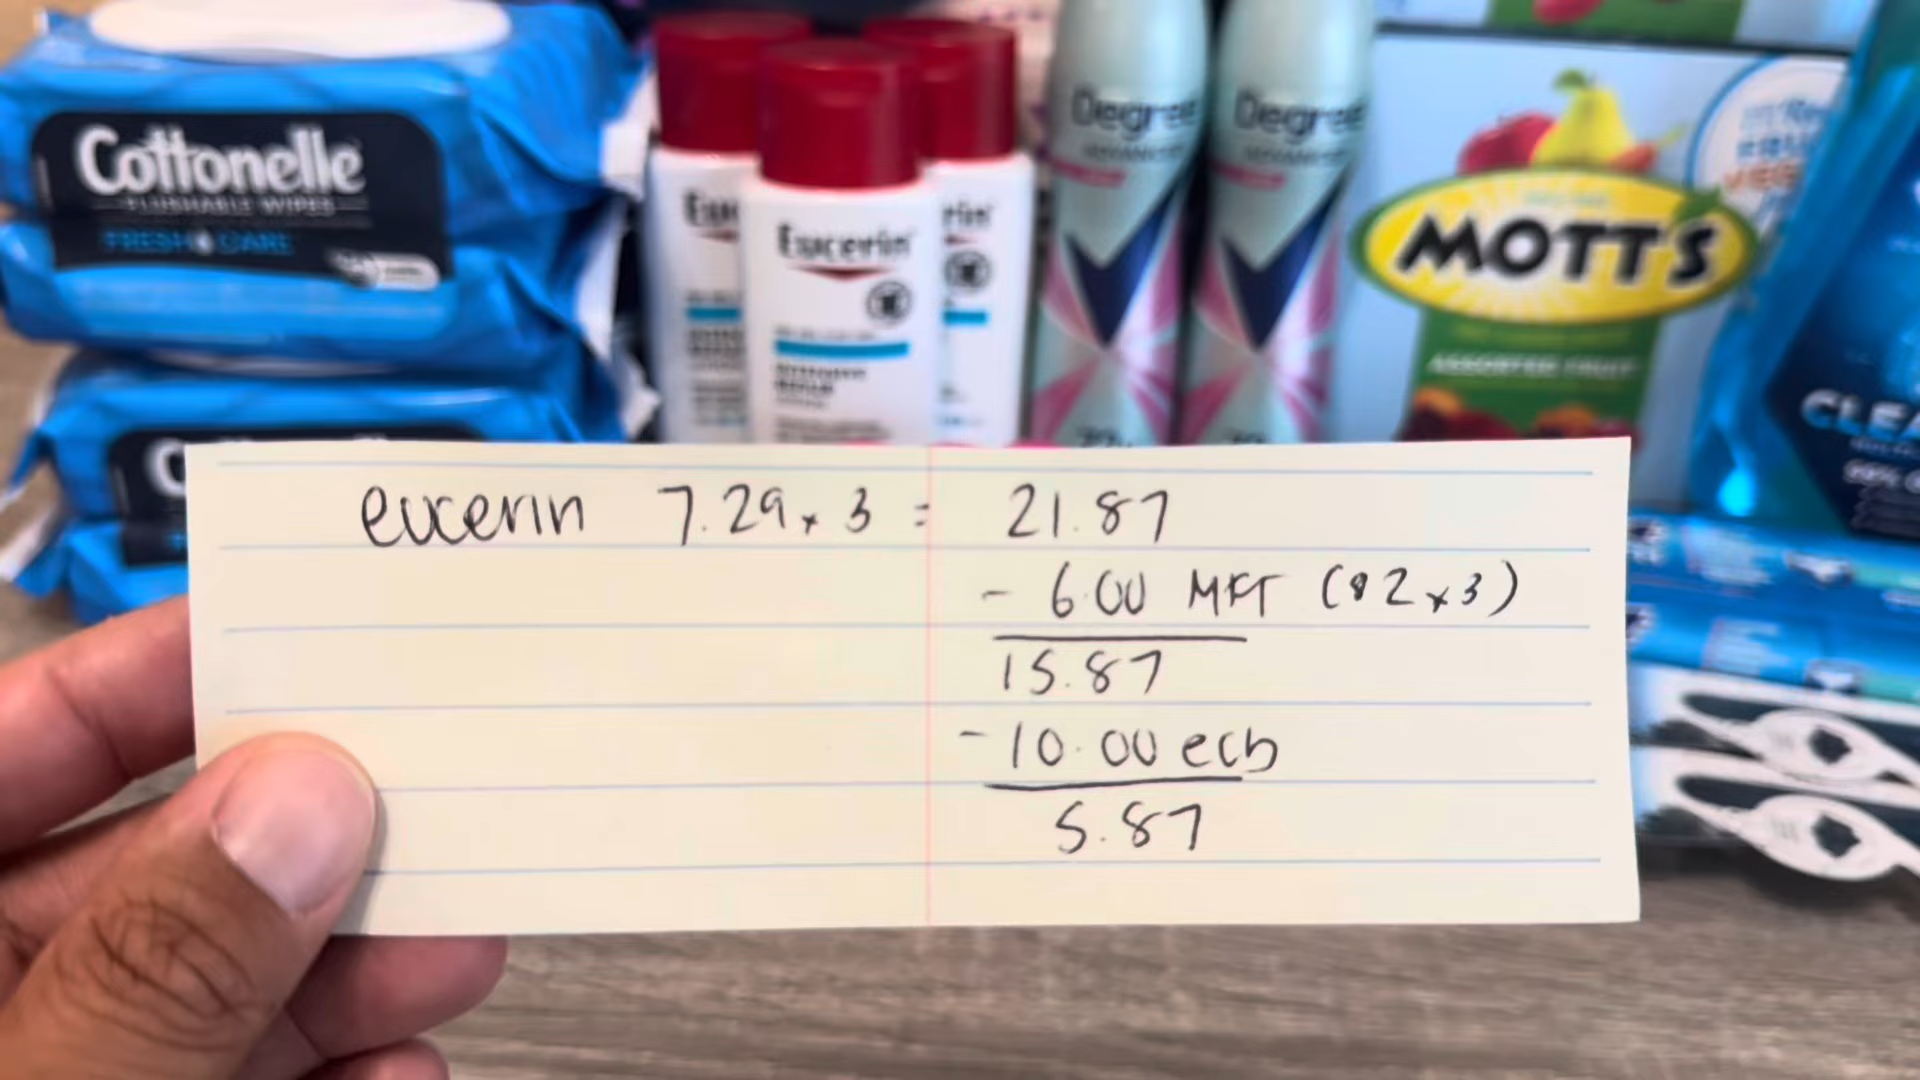 Cottonelle
FLUSHABLE WIPES
FRESH CARE
Eucerin
Degree
Degree
MOTT'S
ASSORTED FRUIT
eucerin 7.29 x 3 = 21.87
- 6.00 MFT ($2 x 3)
15.87
- 10.00 ecb
5.87